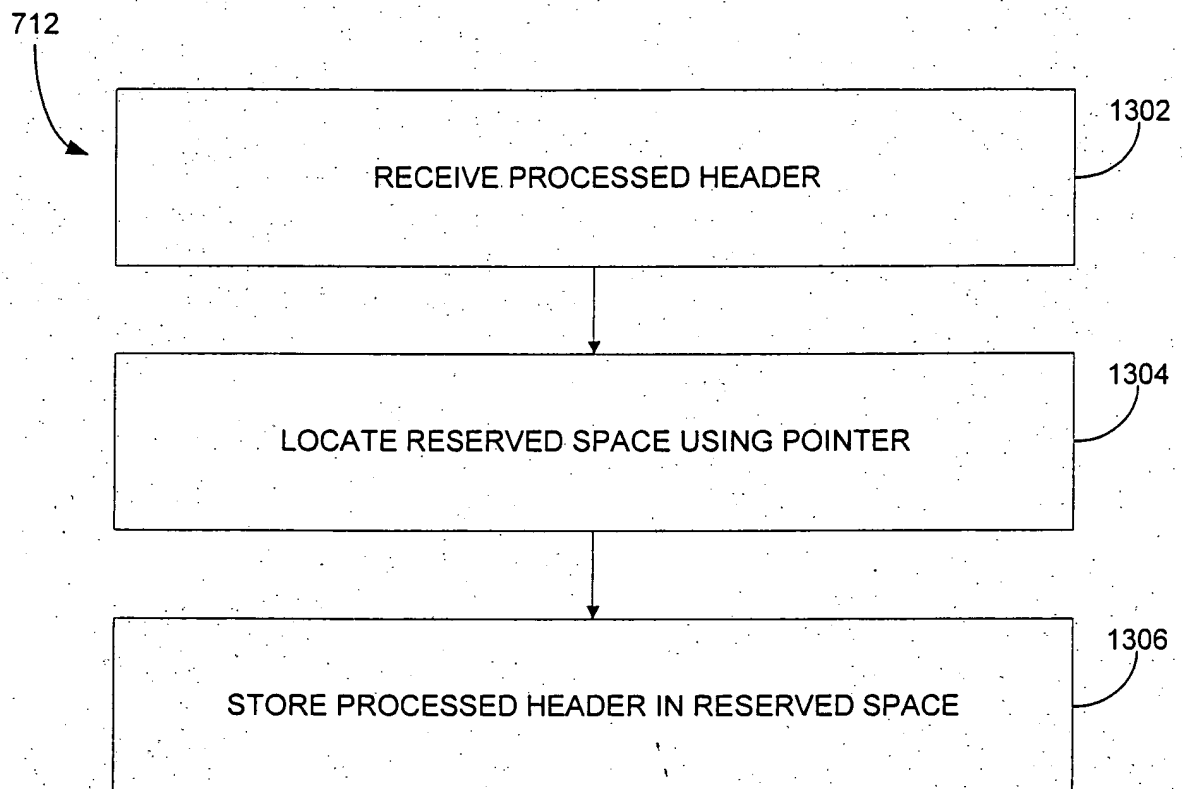 712
1302
RECEIVE PROCESSED HEADER
1304
LOCATE RESERVED SPACE USING POINTER
1306
STORE PROCESSED HEADER IN RESERVED SPACE